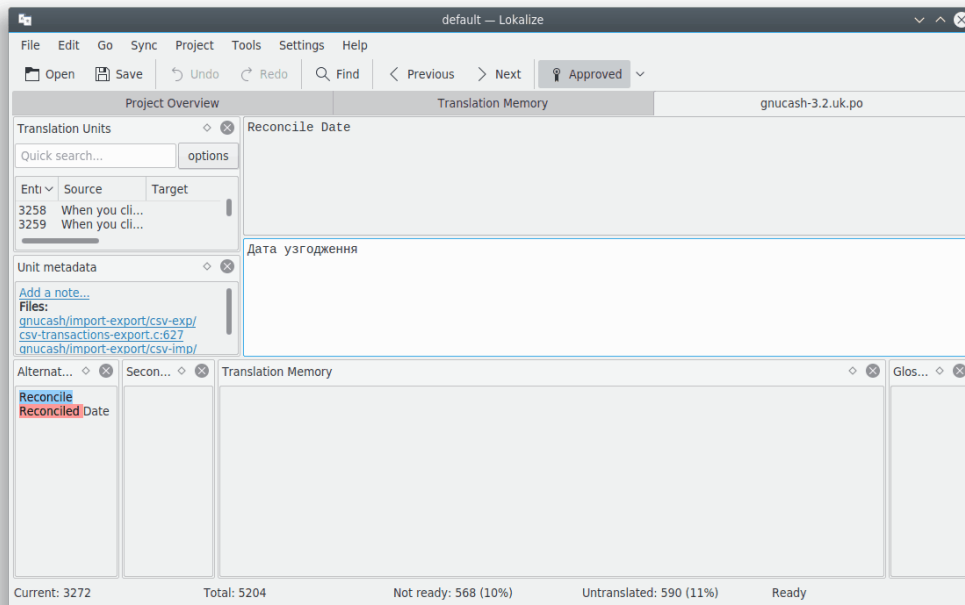 default — Lokalize
File Edit Go Sync Project Tools Settings Help
Open Save Undo Redo Find Previous Next Approved
Project Overview Translation Memory gnucash-3.2.uk.po
Translation Units
Quick search... options
Entı Source Target
3258 When you cli...
3259 When you cli...
Unit metadata
Add a note...
Files:
gnucash/import-export/csv-exp/
csv-transactions-export.c:627
gnucash/import-export/csv-imp/
Reconcile Date
Дата узгодження
Alternat... Secon... Translation Memory Glos...
Reconcile
Reconciled Date
Current: 3272 Total: 5204 Not ready: 568 (10%) Untranslated: 590 (11%) Ready